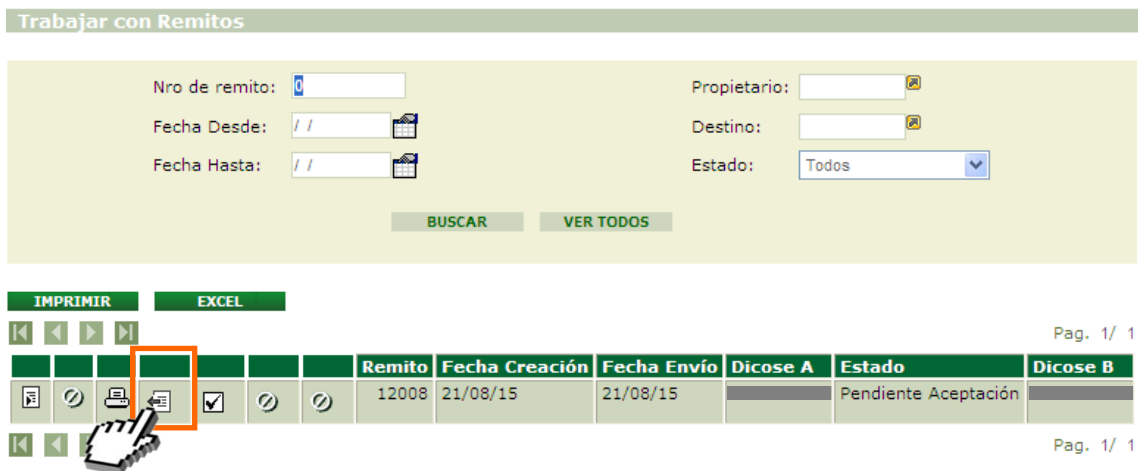 Trabajar con Remitos
Nro de remito: 0 Propietario:
Fecha Desde: / / Destino:
Fecha Hasta: / / Estado: Todos
BUSCAR VER TODOS
IMPRIMIR EXCEL
Pag. 1/ 1
Remito Fecha Creación Fecha Envío Dicose A Estado Dicose B
12008 21/08/15 21/08/15 Pendiente Aceptación
Pag. 1/ 1